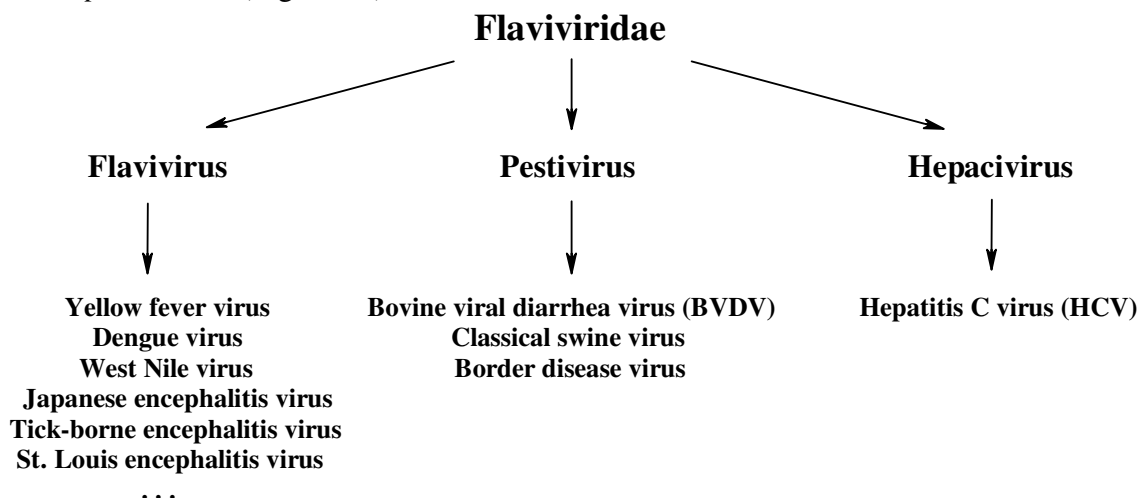 Flaviviridae
Flavivirus
Pestivirus
Hepacivirus
Yellow fever virus
Dengue virus
West Nile virus
Japanese encephalitis virus
Tick-borne encephalitis virus
St. Louis encephalitis virus
...
Bovine viral diarrhea virus (BVDV)
Classical swine virus
Border disease virus
Hepatitis C virus (HCV)